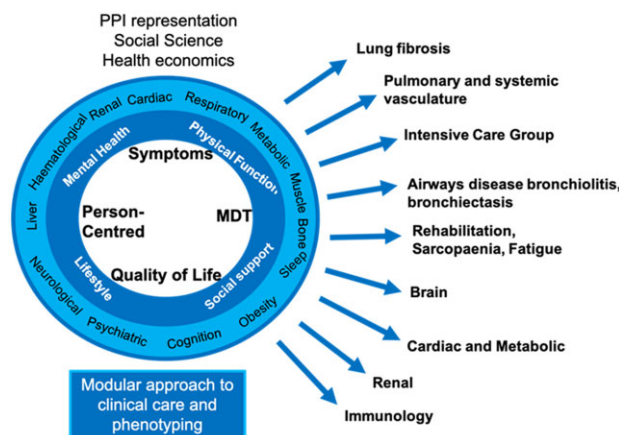 PPI representation
Social Science
Health economics
Liver
Haematological
Renal
Cardiac
Respiratory
Metabolic
Muscle
Bone
Sleep
Obesity
Cognition
Psychiatric
Neurological
Mental Health
Physical Function
Social support
Lifestyle
Symptoms
Person-
Centred
MDT
Quality of Life
Modular approach to
clinical care and
phenotyping
Lung fibrosis
Pulmonary and systemic
vasculature
Intensive Care Group
Airways disease bronchiolitis,
bronchiectasis
Rehabilitation,
Sarcopaenia, Fatigue
Brain
Cardiac and Metabolic
Renal
Immunology